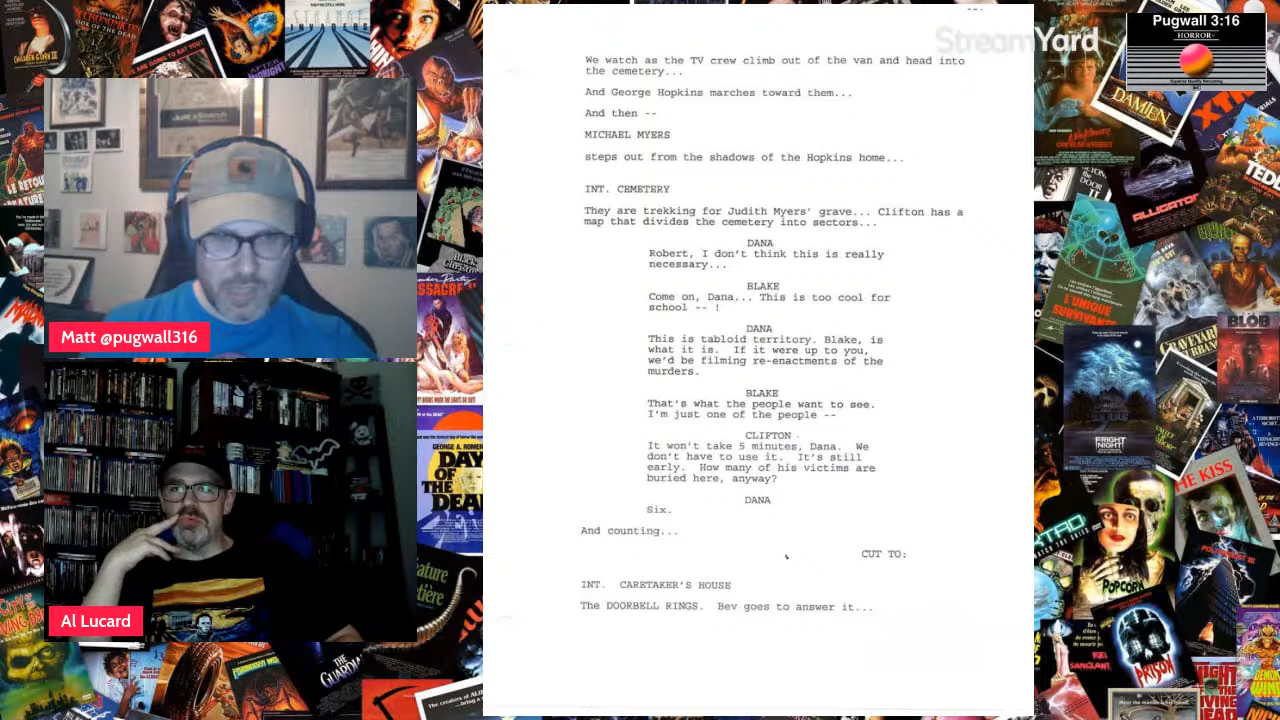 StreamYard
Pugwall 3:16
HORROR+
Superior Quality Recording
Matt @pugwall316
Al Lucard
We watch as the TV crew climb out of the van and head into
the cemetery...
And George Hopkins marches toward them...
And then --
MICHAEL MYERS
steps out from the shadows of the Hopkins home...
INT. CEMETERY
They are trekking for Judith Myers' grave... Clifton has a
map that divides the cemetery into sectors...
DANA
Robert, I don't think this is really
necessary...
BLAKE
Come on, Dana... This is too cool for
school -- !
DANA
This is tabloid territory. Blake, is
what it is. If it were up to you,
we'd be filming re-enactments of the
murders.
BLAKE
That's what the people want to see.
I'm just one of the people --
CLIFTON
It won't take 5 minutes, Dana. We
don't have to use it. It's still
early. How many of his victims are
buried here, anyway?
DANA
Six.
And counting...
CUT TO:
INT. CARETAKER'S HOUSE
The DOORBELL RINGS. Bev goes to answer it...
DAMIEN
ALLIGATOR
L'UNIQUE
SURVIVANTE
BLOB
FRIGHT
NIGHT
THE KISS
POPCORN
PRISON
GEORGE A. ROMERO
DAY
OF THE
DEAD
THE
GUARDIAN